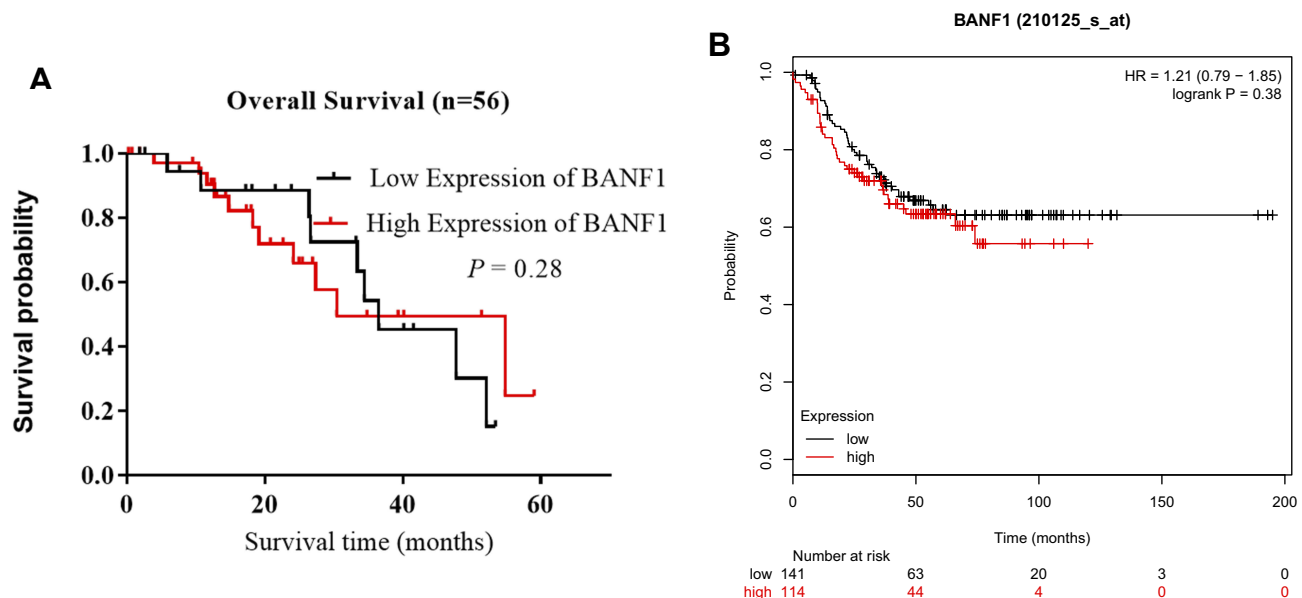 A
Overall Survival (n=56)
Low Expression of BANF1
High Expression of BANF1
P = 0.28
Survival probability
1.0
0.8
0.6
0.4
0.2
0.0
0 20 40 60
Survival time (months)
B
BANF1 (210125_s_at)
HR = 1.21 (0.79 − 1.85)
logrank P = 0.38
Probability
1.0
0.8
0.6
0.4
0.2
0.0
Expression
low
high
0 50 100 150 200
Time (months)
Number at risk
low 141 63 20 3 0
high 114 44 4 0 0